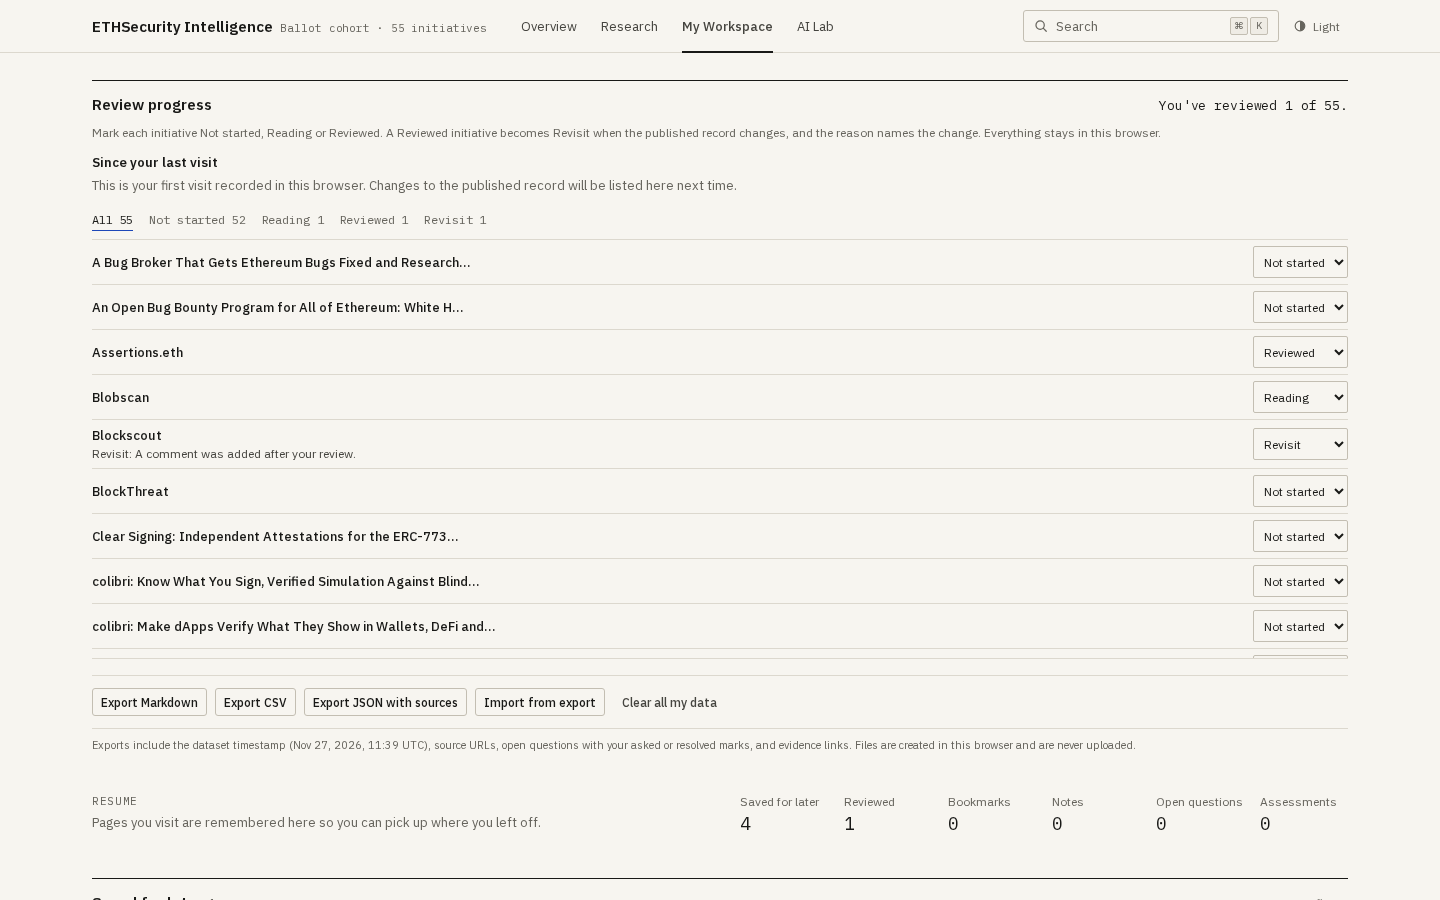 ETHSecurity Intelligence Ballot cohort · 55 initiatives Overview Research My Workspace AI Lab Search ⌘ K Light
Review progress You've reviewed 1 of 55.
Mark each initiative Not started, Reading or Reviewed. A Reviewed initiative becomes Revisit when the published record changes, and the reason names the change. Everything stays in this browser.
Since your last visit
This is your first visit recorded in this browser. Changes to the published record will be listed here next time.
All 55 Not started 52 Reading 1 Reviewed 1 Revisit 1
A Bug Broker That Gets Ethereum Bugs Fixed and Research... Not started
An Open Bug Bounty Program for All of Ethereum: White H... Not started
Assertions.eth Reviewed
Blobscan Reading
Blockscout Revisit
Revisit: A comment was added after your review.
BlockThreat Not started
Clear Signing: Independent Attestations for the ERC-773... Not started
colibri: Know What You Sign, Verified Simulation Against Blind... Not started
colibri: Make dApps Verify What They Show in Wallets, DeFi and... Not started
Export Markdown Export CSV Export JSON with sources Import from export Clear all my data
Exports include the dataset timestamp (Nov 27, 2026, 11:39 UTC), source URLs, open questions with your asked or resolved marks, and evidence links. Files are created in this browser and are never uploaded.
RESUME Saved for later Reviewed Bookmarks Notes Open questions Assessments
Pages you visit are remembered here so you can pick up where you left off. 4 1 0 0 0 0